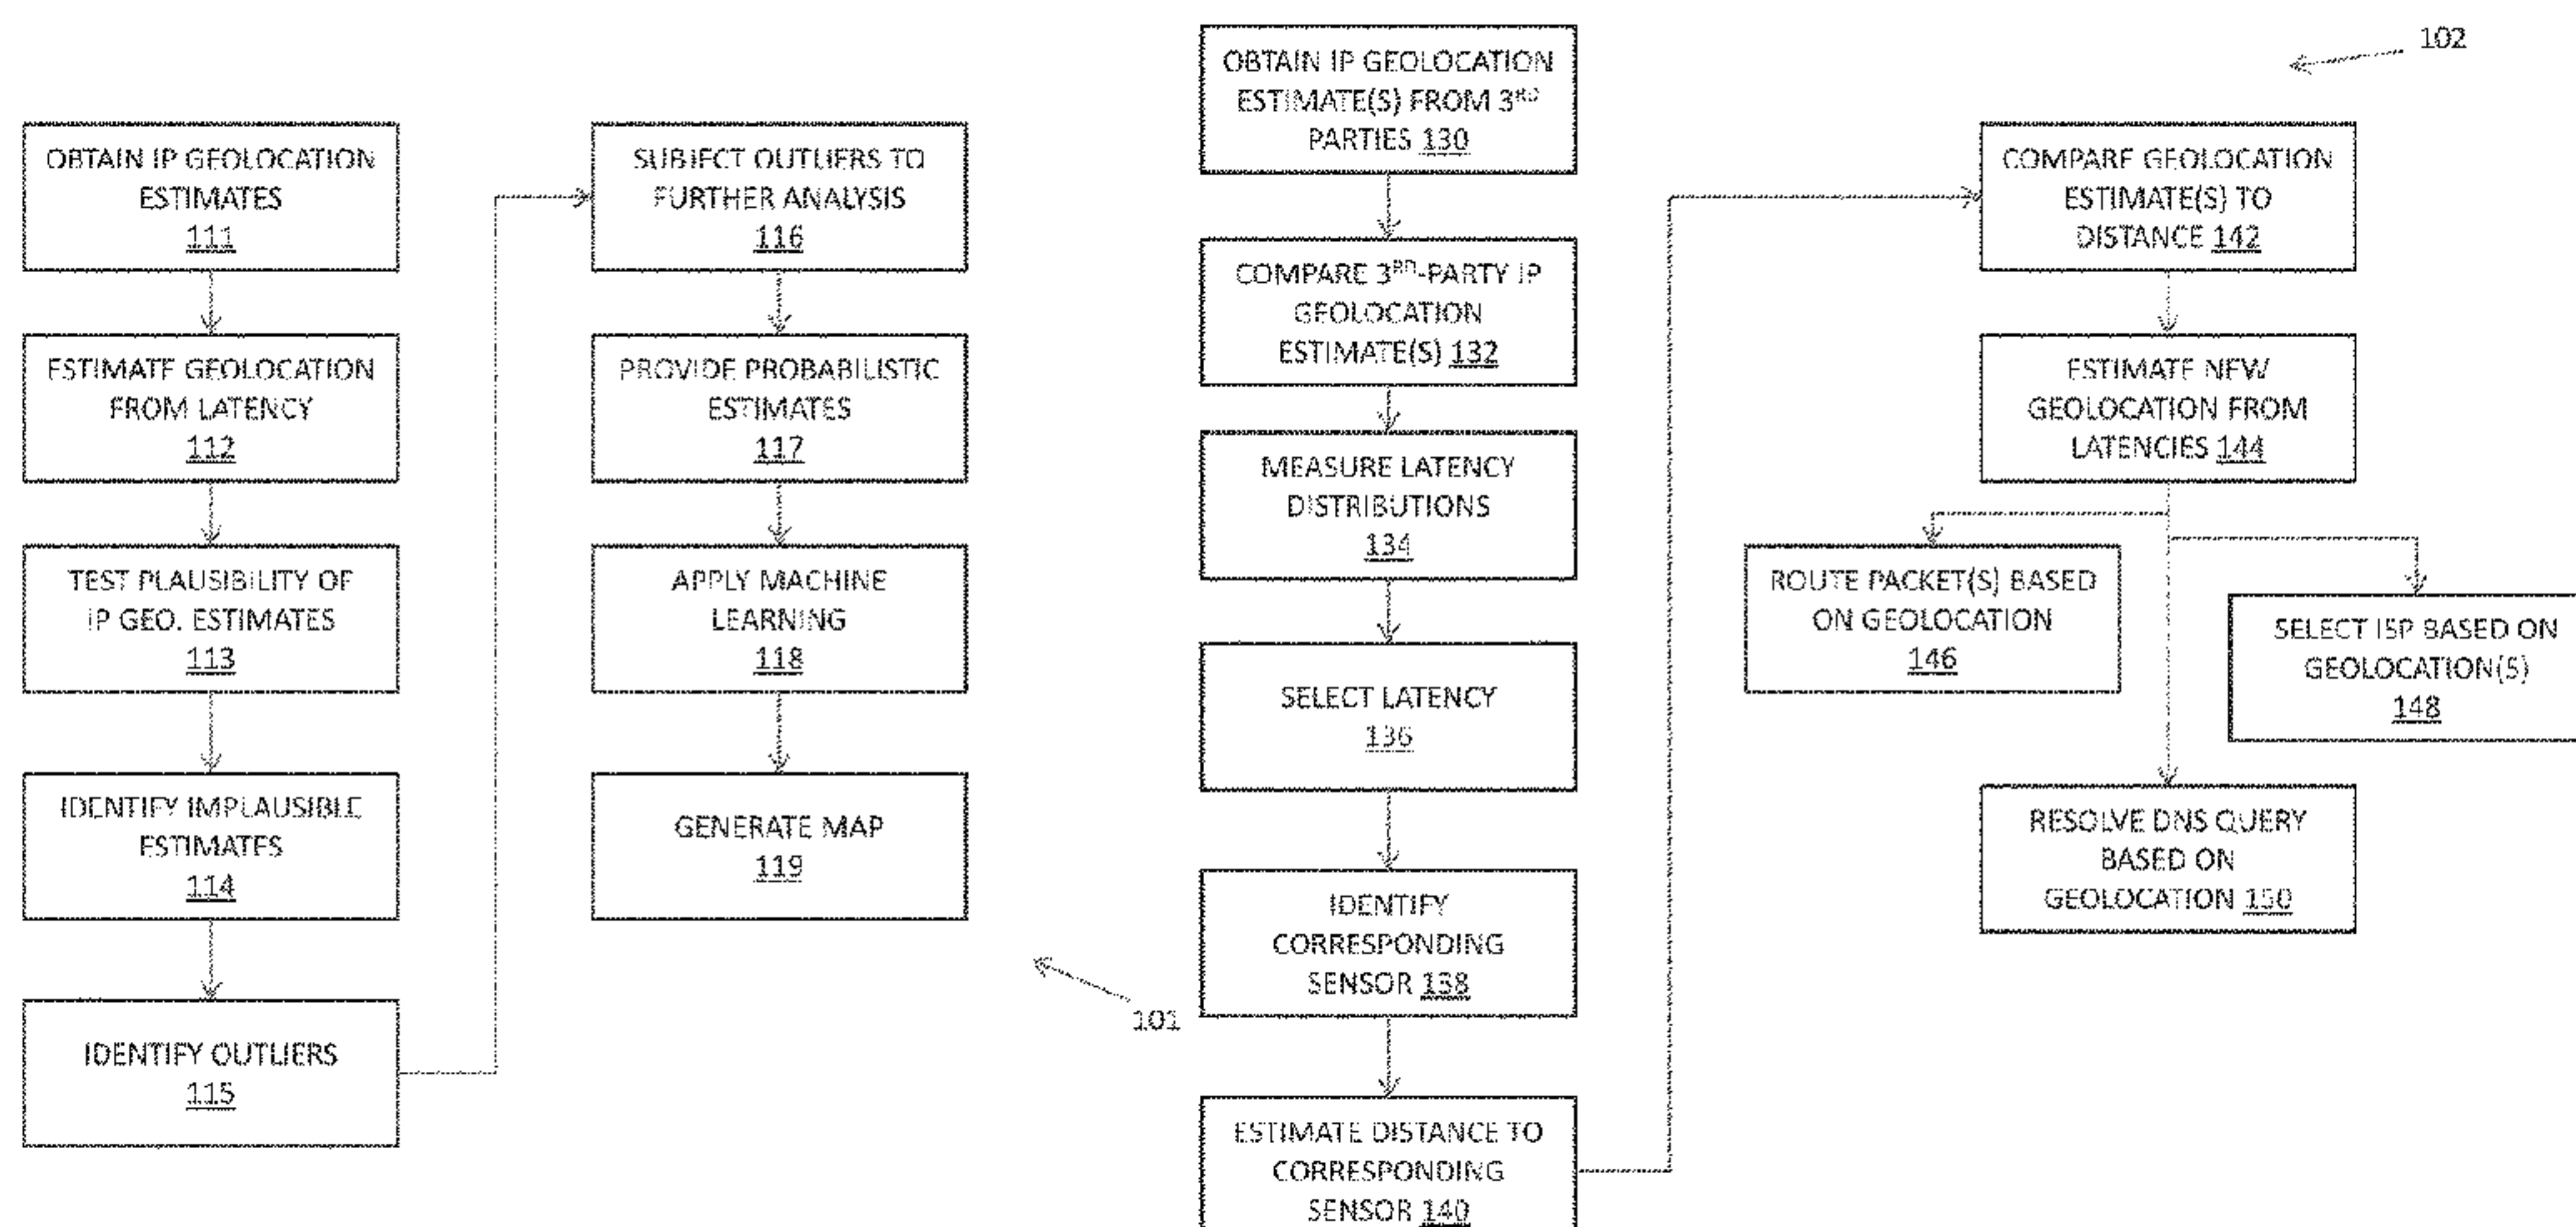 OBTAIN IP GEOLOCATION
ESTIMATES
111
ESTIMATE GEOLOCATION
FROM LATENCY
112
TEST PLAUSIBILITY OF
IP GEO. ESTIMATES
113
IDENTIFY IMPLAUSIBLE
ESTIMATES
114
IDENTIFY OUTLIERS
115
SUBJECT OUTLIERS TO
FURTHER ANALYSIS
116
PROVIDE PROBABILISTIC
ESTIMATES
117
APPLY MACHINE
LEARNING
118
GENERATE MAP
119
101
OBTAIN IP GEOLOCATION
ESTIMATE(S) FROM 3RD
PARTIES 130
COMPARE 3RD-PARTY IP
GEOLOCATION
ESTIMATE(S) 132
MEASURE LATENCY
DISTRIBUTIONS
134
SELECT LATENCY
136
IDENTIFY
CORRESPONDING
SENSOR 138
ESTIMATE DISTANCE TO
CORRESPONDING
SENSOR 140
102
COMPARE GEOLOCATION
ESTIMATE(S) TO
DISTANCE 142
ESTIMATE NEW
GEOLOCATION FROM
LATENCIES 144
ROUTE PACKET(S) BASED
ON GEOLOCATION
146
SELECT ISP BASED ON
GEOLOCATION(S)
148
RESOLVE DNS QUERY
BASED ON
GEOLOCATION 150